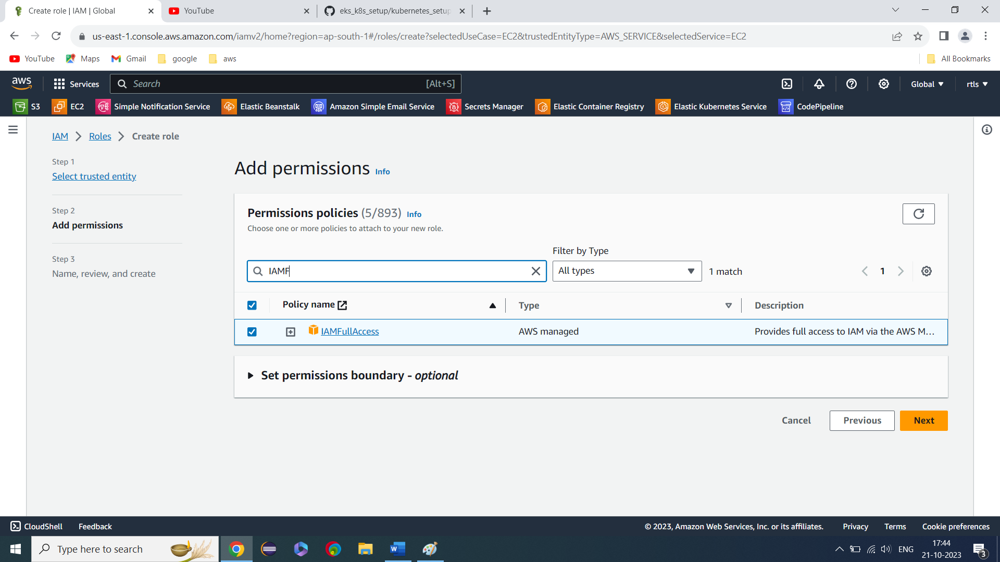 Create role | IAM | Global
YouTube
eks_k8s_setup/kubernetes_setup
us-east-1.console.aws.amazon.com/iamv2/home?region=ap-south-1#/roles/create?selectedUseCase=EC2&trustedEntityType=AWS_SERVICE&selectedService=EC2
YouTube Maps Gmail google aws All Bookmarks
aws Services Search [Alt+S] Global rtls
S3 EC2 Simple Notification Service Elastic Beanstalk Amazon Simple Email Service Secrets Manager Elastic Container Registry Elastic Kubernetes Service CodePipeline
IAM Roles Create role
Step 1
Select trusted entity
Step 2
Add permissions
Step 3
Name, review, and create
Add permissions Info
Permissions policies (5/893) Info
Choose one or more policies to attach to your new role.
Filter by Type
IAMF All types 1 match 1
Policy name Type Description
IAMFullAccess AWS managed Provides full access to IAM via the AWS M...
Set permissions boundary - optional
Cancel Previous Next
CloudShell Feedback © 2023, Amazon Web Services, Inc. or its affiliates. Privacy Terms Cookie preferences
Type here to search W ENG 17:44
21-10-2023 3